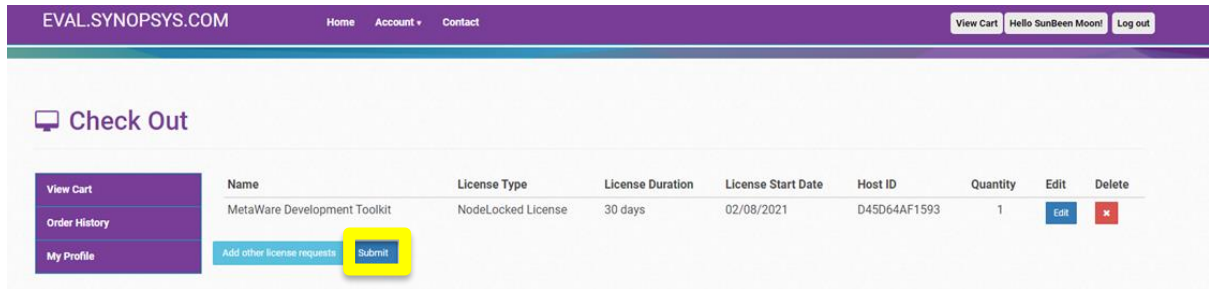 EVAL.SYNOPSYS.COM Home Account Contact View Cart Hello SunBeen Moon! Log out
Check Out
View Cart
Order History
My Profile
Name License Type License Duration License Start Date Host ID Quantity Edit Delete
MetaWare Development Toolkit NodeLocked License 30 days 02/08/2021 D45D64AF1593 1 Edit ×
Add other license requests Submit